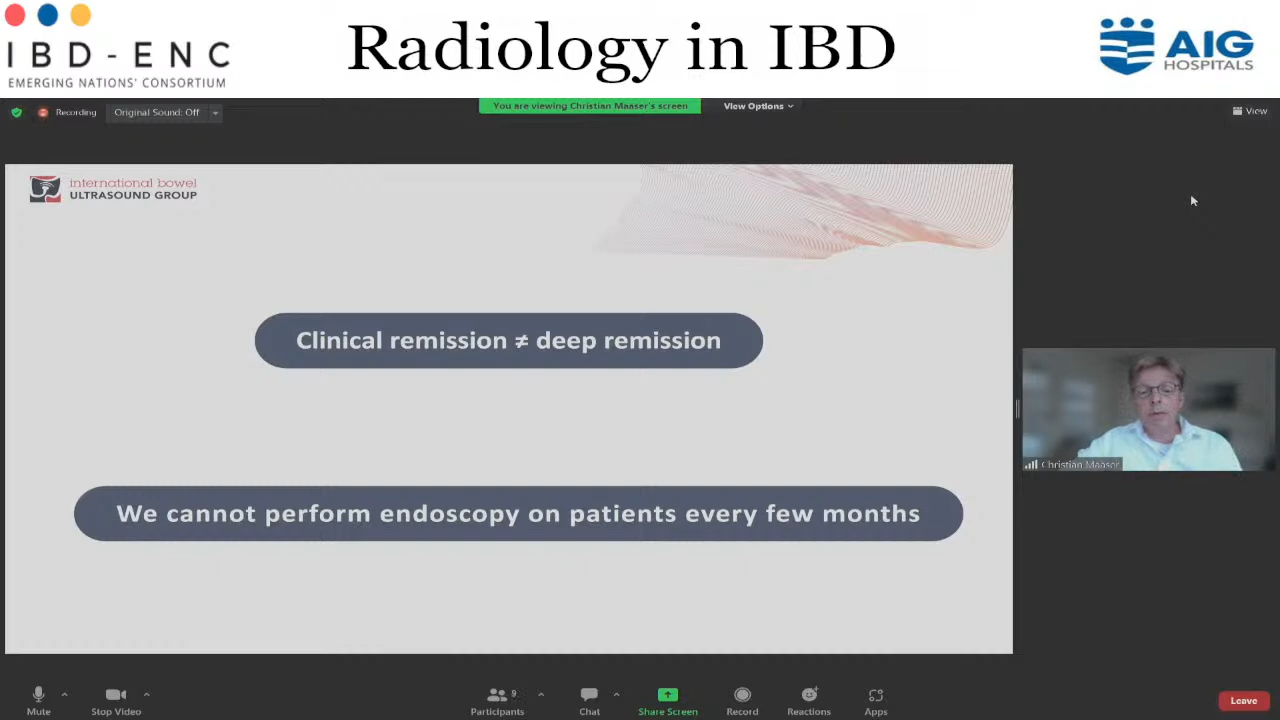 IBD-ENC
EMERGING NATIONS' CONSORTIUM
Radiology in IBD
AIG
HOSPITALS
Recording
Original Sound: Off
You are viewing Christian Maaser's screen
View Options
View
international bowel
ULTRASOUND GROUP
Clinical remission ≠ deep remission
We cannot perform endoscopy on patients every few months
Christian Maaser
Mute
Stop Video
Participants
9
Chat
Share Screen
Record
Reactions
Apps
Leave